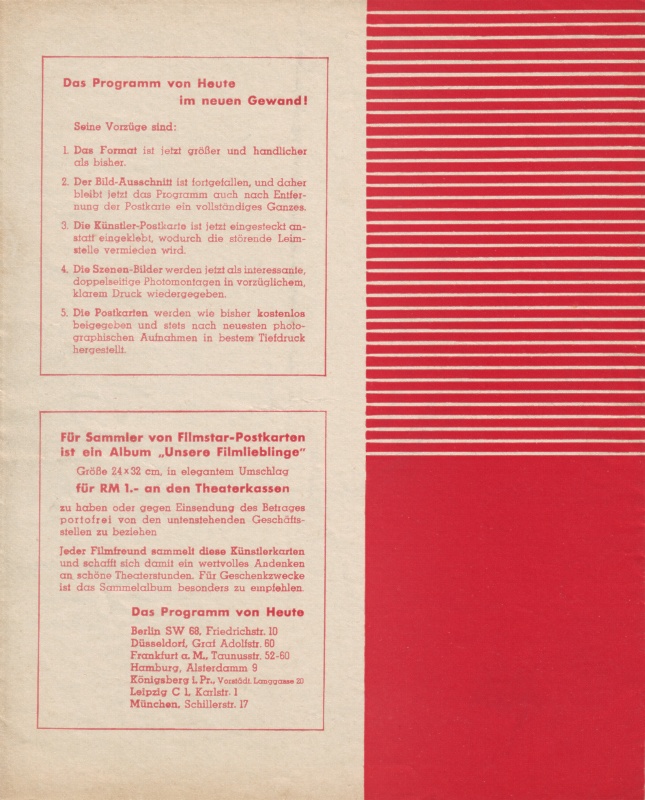 Das Programm von Heute
im neuen Gewand!
Seine Vorzüge sind:
1. Das Format ist jetzt größer und handlicher
als bisher.
2. Der Bild-Ausschnitt ist fortgefallen, und daher
bleibt jetzt das Programm auch nach Entfer-
nung der Postkarte ein vollständiges Ganzes.
3. Die Künstler-Postkarte ist jetzt eingesteckt an-
statt eingeklebt, wodurch die störende Leim-
stelle vermieden wird.
4. Die Szenen-Bilder werden jetzt als interessante,
doppelseitige Photomontagen in vorzüglichem,
klarem Druck wiedergegeben.
5. Die Postkarten werden wie bisher kostenlos
beigegeben und stets nach neuesten photo-
graphischen Aufnahmen in bestem Tiefdruck
hergestellt.
Für Sammler von Filmstar-Postkarten
ist ein Album „Unsere Filmlieblinge"
Größe 24×32 cm, in elegantem Umschlag
für RM 1.- an den Theaterkassen
zu haben oder gegen Einsendung des Betrages
portofrei von den untenstehenden Geschäfts-
stellen zu beziehen
Jeder Filmfreund sammelt diese Künstlerkarten
und schafft sich damit ein wertvolles Andenken
an schöne Theaterstunden. Für Geschenkzwecke
ist das Sammelalbum besonders zu empfehlen.
Das Programm von Heute
Berlin SW 68, Friedrichstr. 10
Düsseldorf, Graf Adolfstr. 60
Frankfurt a. M., Taunusstr. 52-60
Hamburg, Alsterdamm 9
Königsberg i. Pr., Vorstädt. Langgasse 20
Leipzig C 1, Karlstr. 1
München, Schillerstr. 17